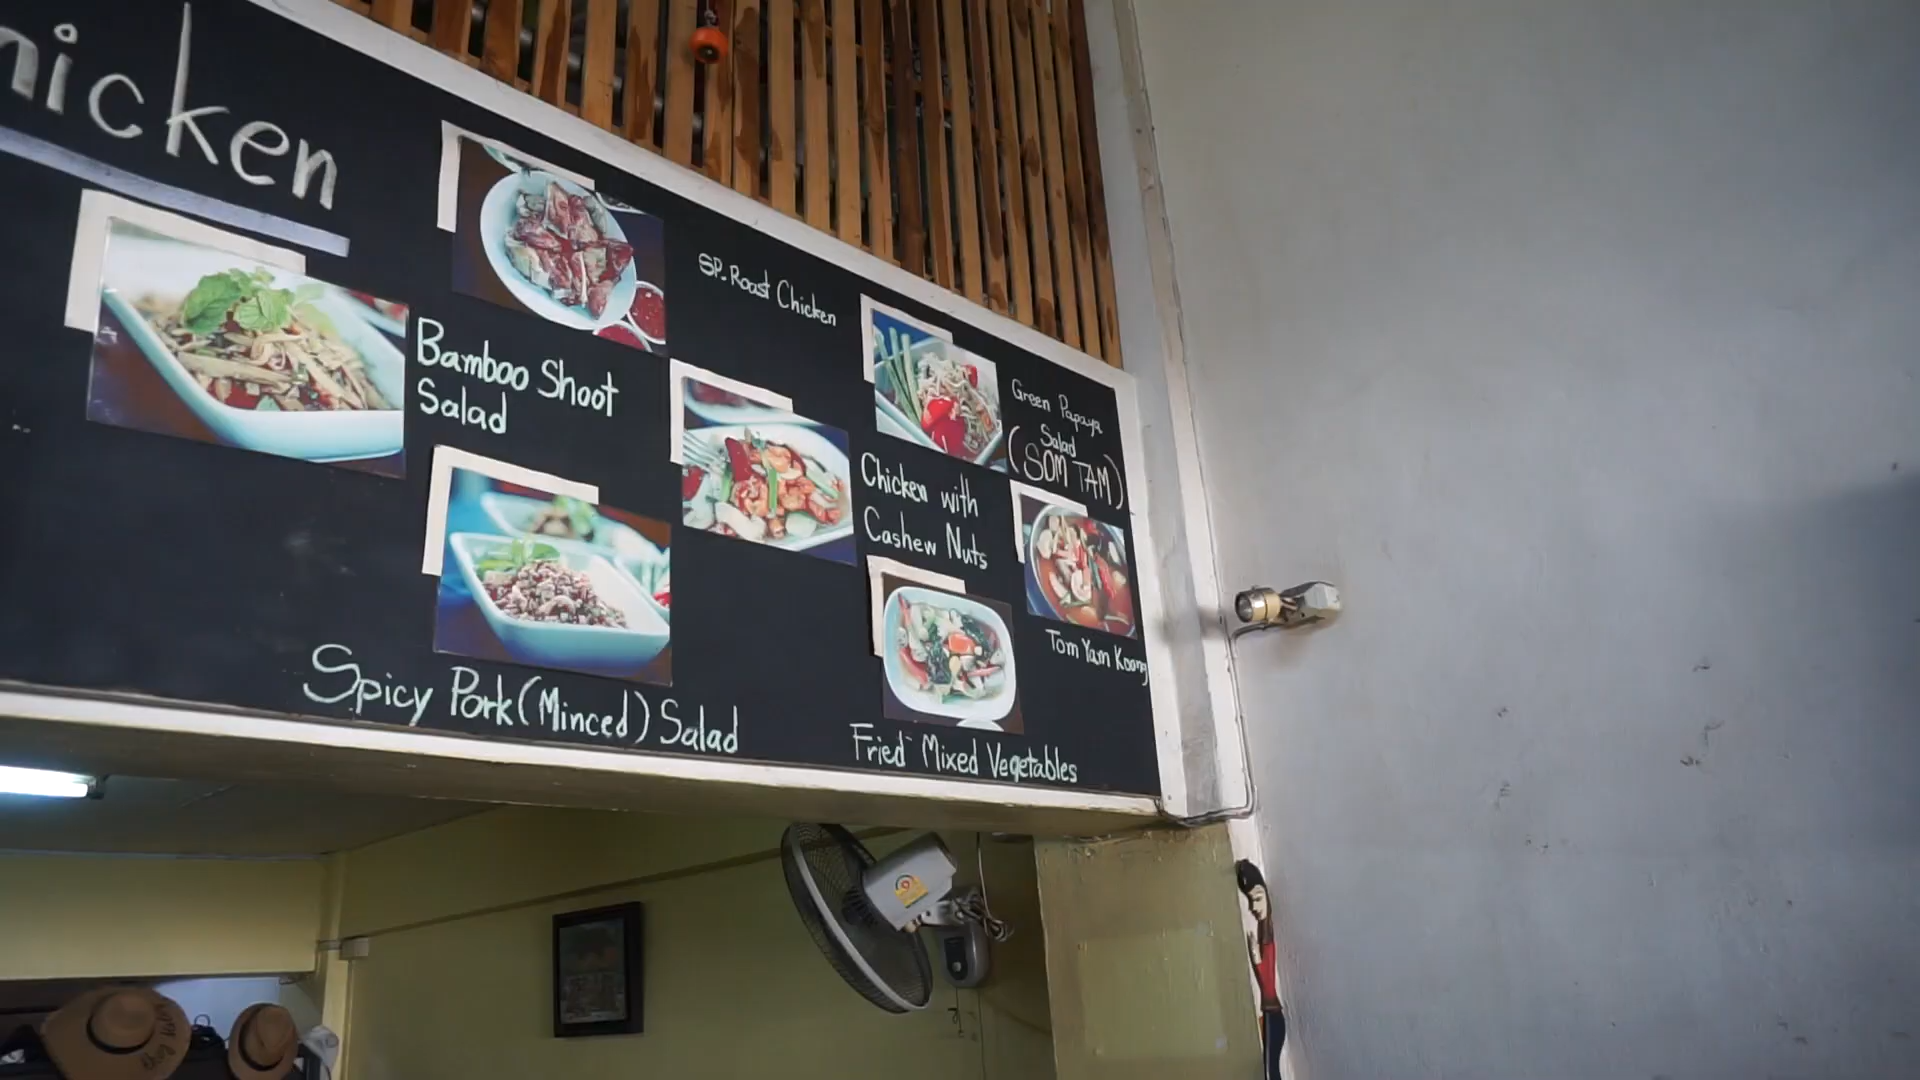 hicken
SP. Roast Chicken
Bamboo Shoot
Salad
Green Papaya
Salad
(SOM TAM)
Chicken with
Cashew Nuts
Tom Yam Koong
Spicy Pork (Minced) Salad
Fried Mixed Vegetables